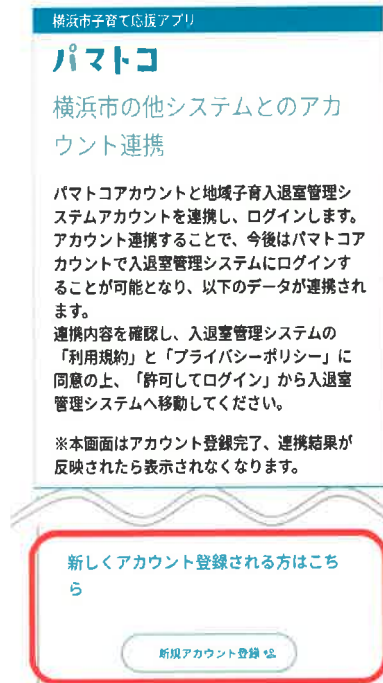 横浜市子育て応援アプリ
パマトコ
横浜市の他システムとのアカ
ウント連携
パマトコアカウントと地域子育入退室管理シ
ステムアカウントを連携し、ログインします。
アカウント連携することで、今後はパマトコア
カウントで入退室管理システムにログインす
ることが可能となり、以下のデータが連携され
ます。
連携内容を確認し、入退室管理システムの
「利用規約」と「プライバシーポリシー」に
同意の上、「許可してログイン」から入退室
管理システムへ移動してください。
※本画面はアカウント登録完了、連携結果が
反映されたら表示されなくなります。
新しくアカウント登録される方はこち
ら
新規アカウント登録